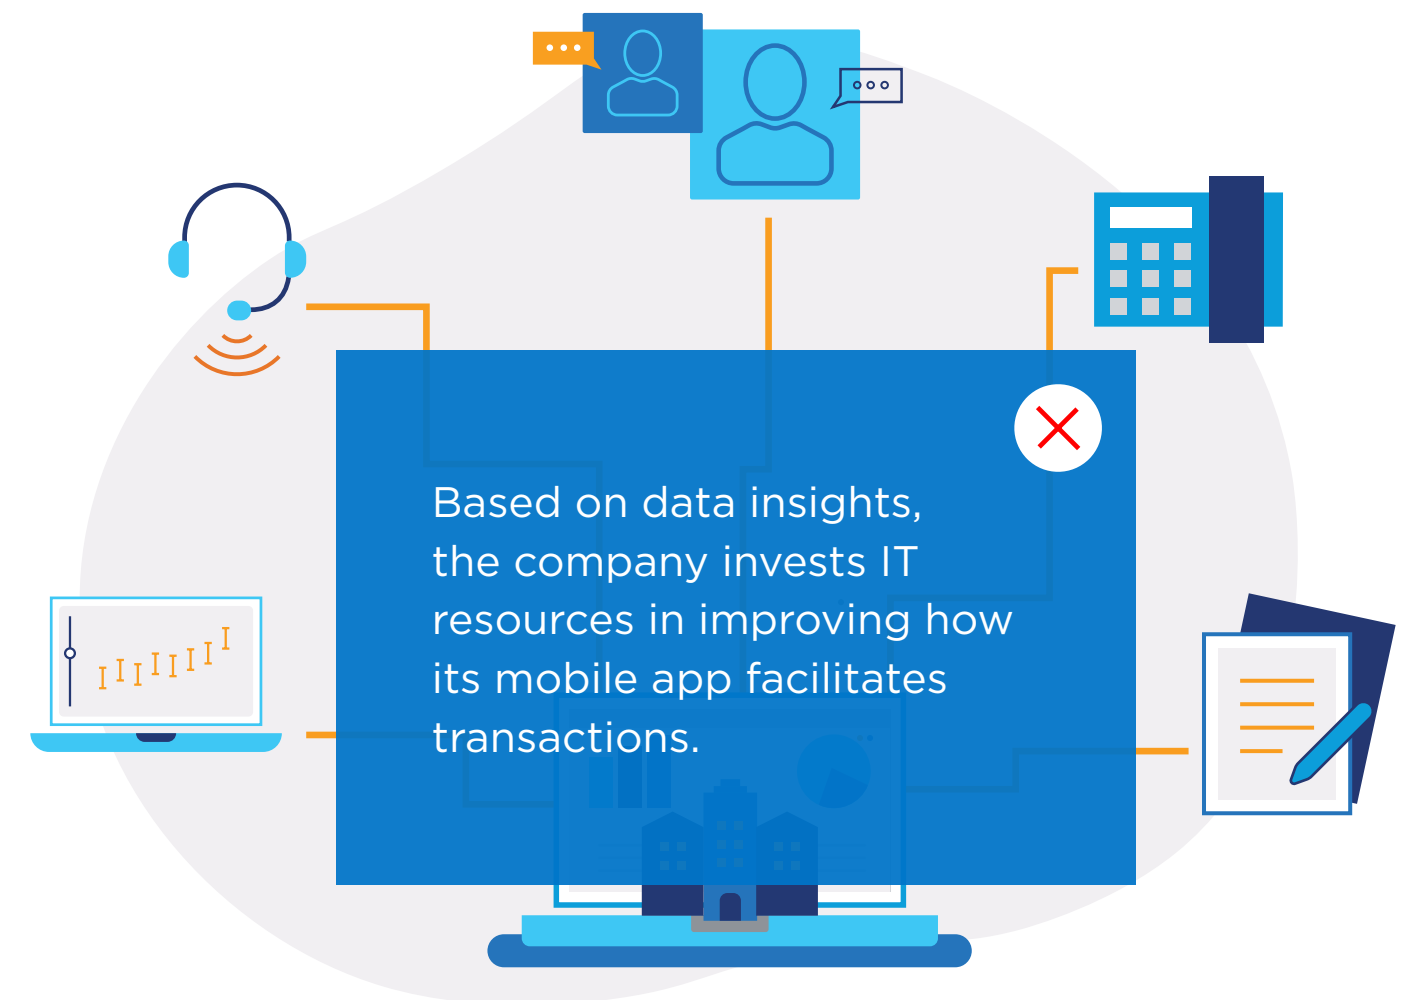 Based on data insights,
the company invests IT
resources in improving how
its mobile app facilitates
transactions.